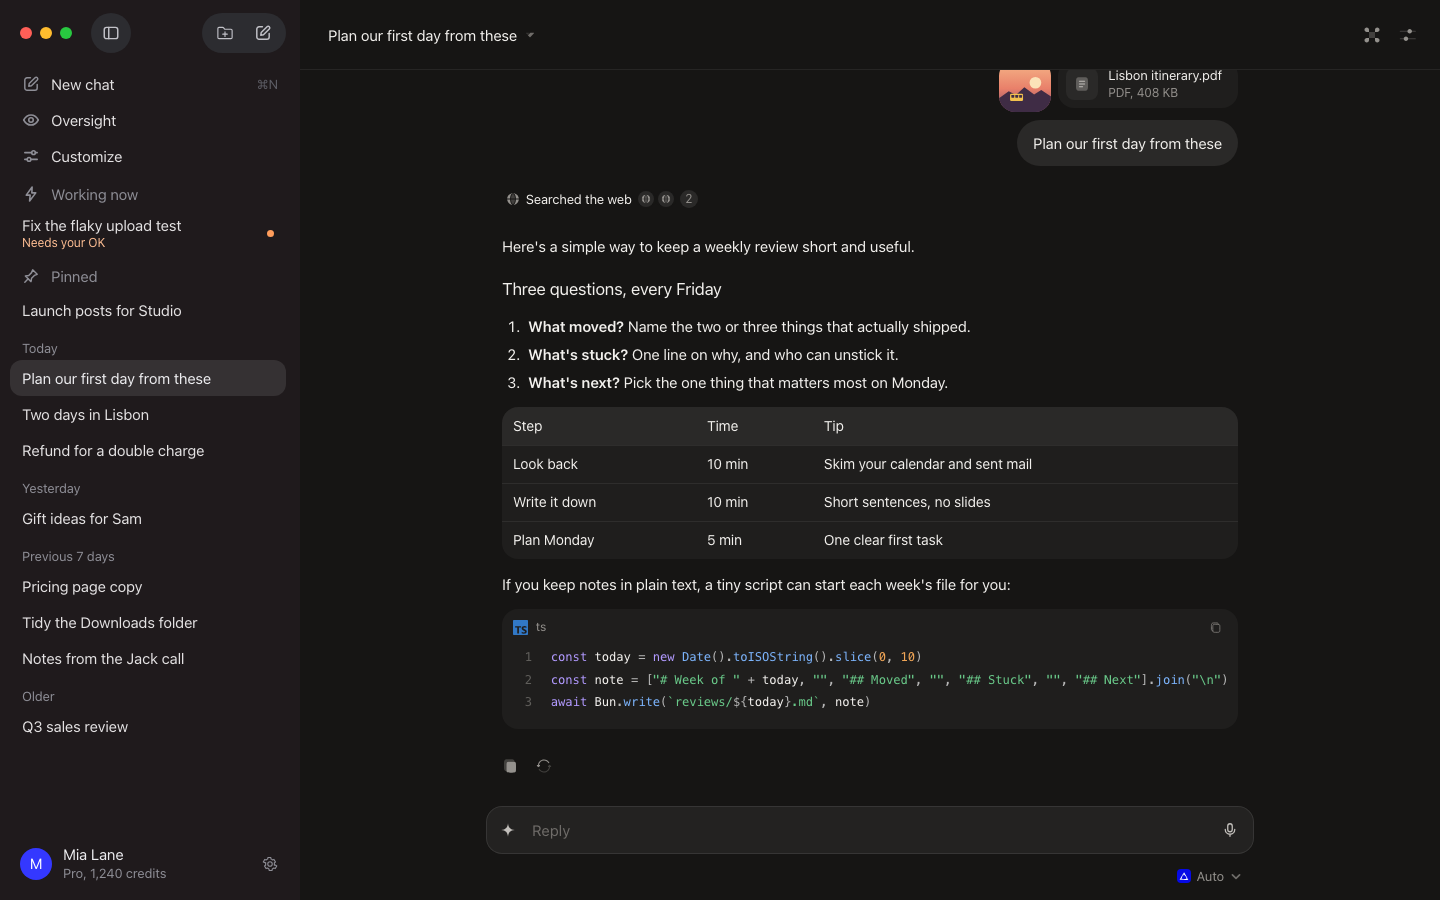 New chat
⌘N
Oversight
Customize
Working now
Fix the flaky upload test
Needs your OK
Pinned
Launch posts for Studio
Today
Plan our first day from these
Two days in Lisbon
Refund for a double charge
Yesterday
Gift ideas for Sam
Previous 7 days
Pricing page copy
Tidy the Downloads folder
Notes from the Jack call
Older
Q3 sales review
M
Mia Lane
Pro, 1,240 credits
Plan our first day from these
Lisbon itinerary.pdf
PDF, 408 KB
Plan our first day from these
Searched the web 2
Here's a simple way to keep a weekly review short and useful.
Three questions, every Friday
1. What moved? Name the two or three things that actually shipped.
2. What's stuck? One line on why, and who can unstick it.
3. What's next? Pick the one thing that matters most on Monday.
Step Time Tip
Look back 10 min Skim your calendar and sent mail
Write it down 10 min Short sentences, no slides
Plan Monday 5 min One clear first task
If you keep notes in plain text, a tiny script can start each week's file for you:
TS ts
1 const today = new Date().toISOString().slice(0, 10)
2 const note = ["# Week of " + today, "", "## Moved", "", "## Stuck", "", "## Next"].join("\n")
3 await Bun.write(`reviews/${today}.md`, note)
Reply
Auto